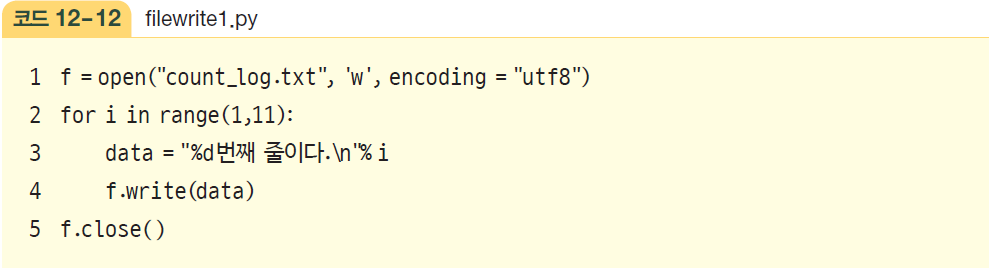 코드 12-12 filewrite1.py
1 f = open("count_log.txt", 'w', encoding = "utf8")
2 for i in range(1,11):
3 data = "%d번째 줄이다.\n"% i
4 f.write(data)
5 f.close()